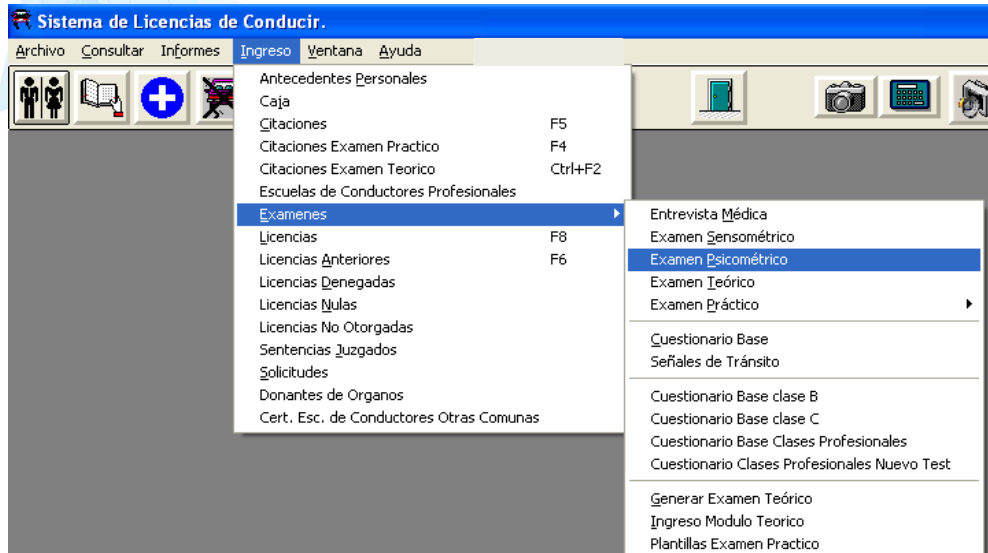 Sistema de Licencias de Conducir.
Archivo Consultar Informes Ingreso Ventana Ayuda
Antecedentes Personales
Caja
Citaciones F5
Citaciones Examen Practico F4
Citaciones Examen Teorico Ctrl+F2
Escuelas de Conductores Profesionales
Examenes
Licencias F8
Licencias Anteriores F6
Licencias Denegadas
Licencias Nulas
Licencias No Otorgadas
Sentencias Juzgados
Solicitudes
Donantes de Organos
Cert. Esc. de Conductores Otras Comunas
Entrevista Médica
Examen Sensométrico
Examen Psicométrico
Examen Teórico
Examen Práctico
Cuestionario Base
Señales de Tránsito
Cuestionario Base clase B
Cuestionario Base clase C
Cuestionario Base Clases Profesionales
Cuestionario Clases Profesionales Nuevo Test
Generar Examen Teórico
Ingreso Modulo Teorico
Plantillas Examen Practico